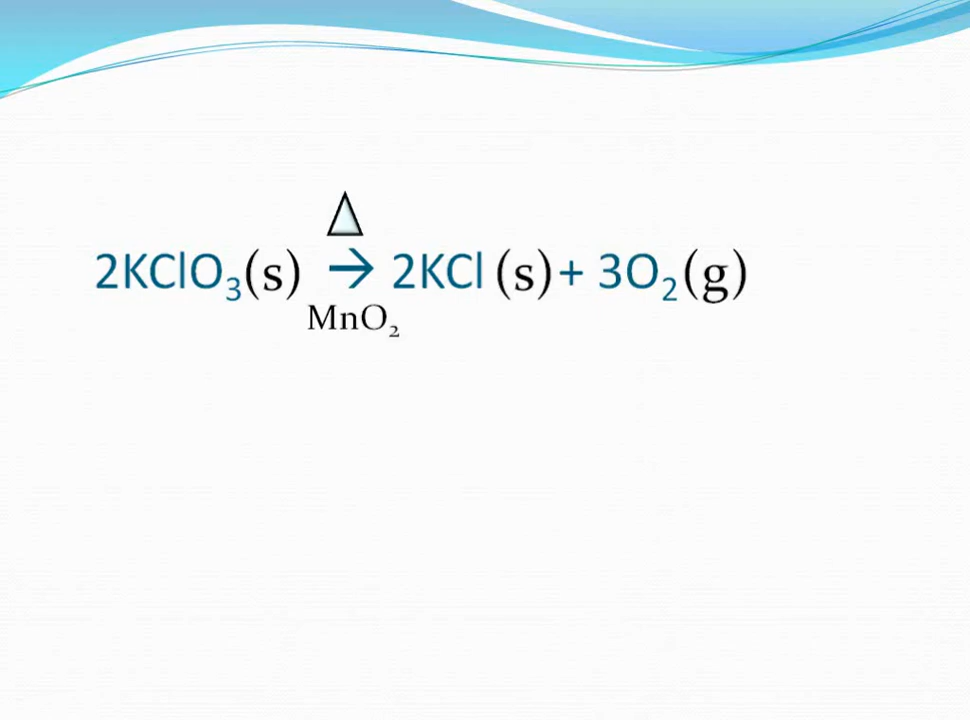 Δ
2KClO₃(s) → 2KCl (s) + 3O₂(g)
MnO₂